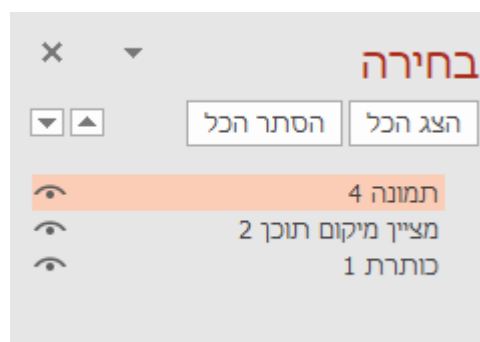 בחירה
הצג הכל הסתר הכל
תמונה 4
מציין מיקום תוכן 2
כותרת 1